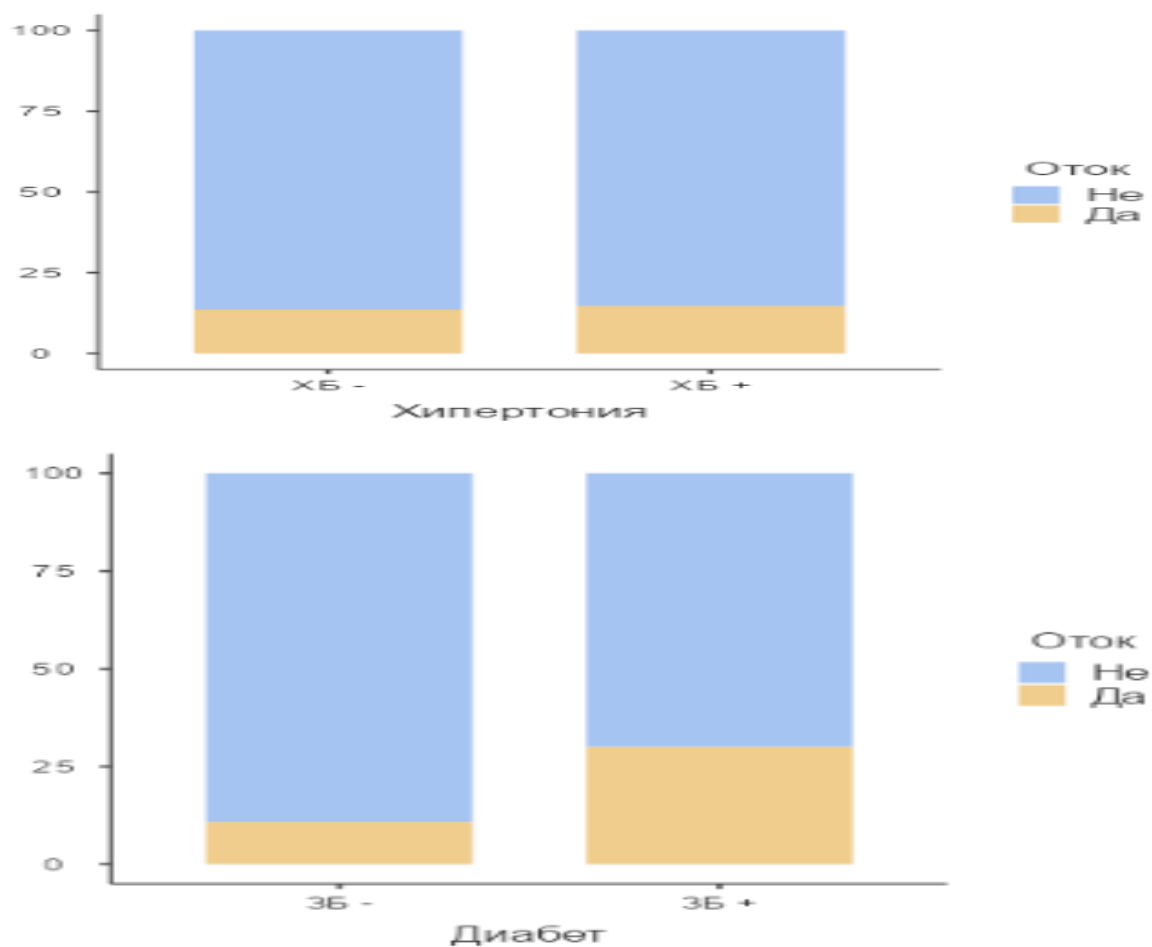 100
75
50
25
0
ХБ -
ХБ +
Хипертония
Оток
Не
Да
100
75
50
25
0
ЗБ -
ЗБ +
Диабет
Оток
Не
Да